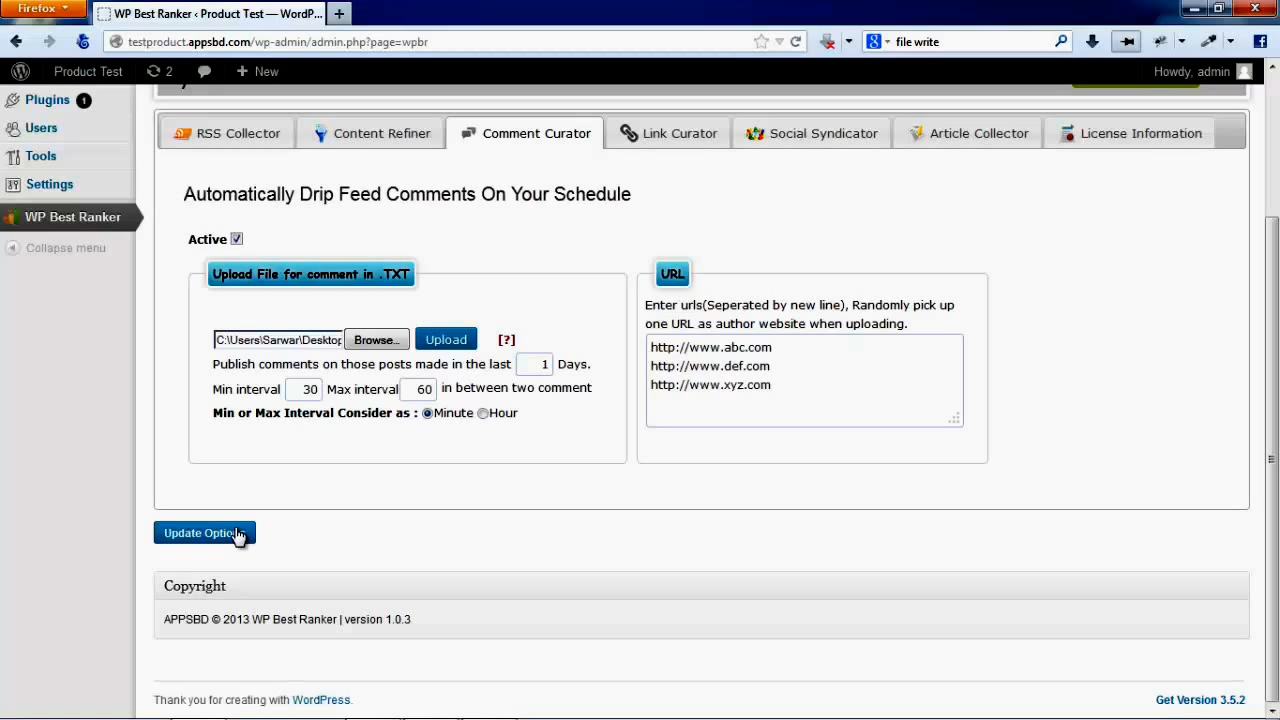 Firefox
WP Best Ranker ‹ Product Test — WordP...
testproduct.appsbd.com/wp-admin/admin.php?page=wpbr
file write
Product Test 2 New
Howdy, admin
Plugins 1
Users
Tools
Settings
WP Best Ranker
Collapse menu
RSS Collector Content Refiner Comment Curator Link Curator Social Syndicator Article Collector License Information
Automatically Drip Feed Comments On Your Schedule
Active
Upload File for comment in .TXT
C:\Users\Sarwar\Desktop Browse... Upload [?]
Publish comments on those posts made in the last 1 Days.
Min interval 30 Max interval 60 in between two comment
Min or Max Interval Consider as : Minute Hour
URL
Enter urls(Seperated by new line), Randomly pick up
one URL as author website when uploading.
http://www.abc.com
http://www.def.com
http://www.xyz.com
Update Option
Copyright
APPSBD © 2013 WP Best Ranker | version 1.0.3
Thank you for creating with WordPress.
Get Version 3.5.2